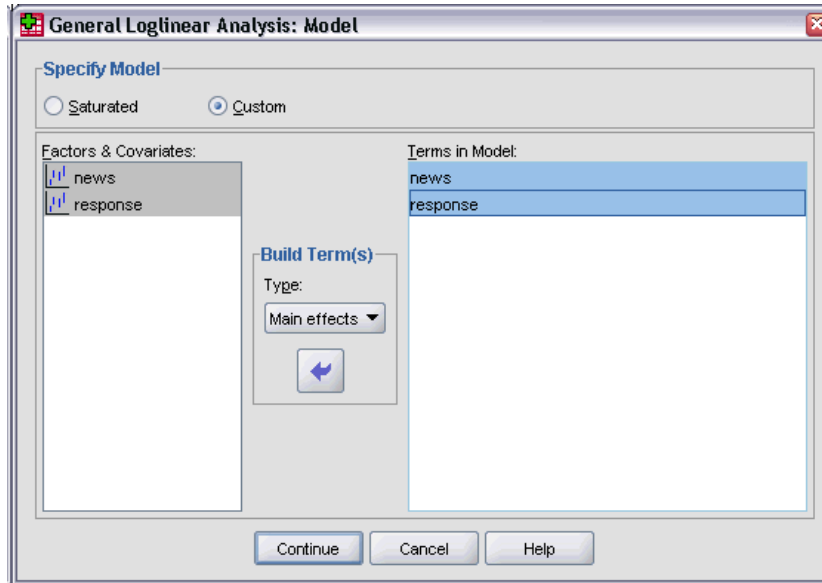 General Loglinear Analysis: Model
Specify Model
Saturated Custom
Factors & Covariates:
news
response
Build Term(s)
Type:
Main effects
Terms in Model:
news
response
Continue Cancel Help